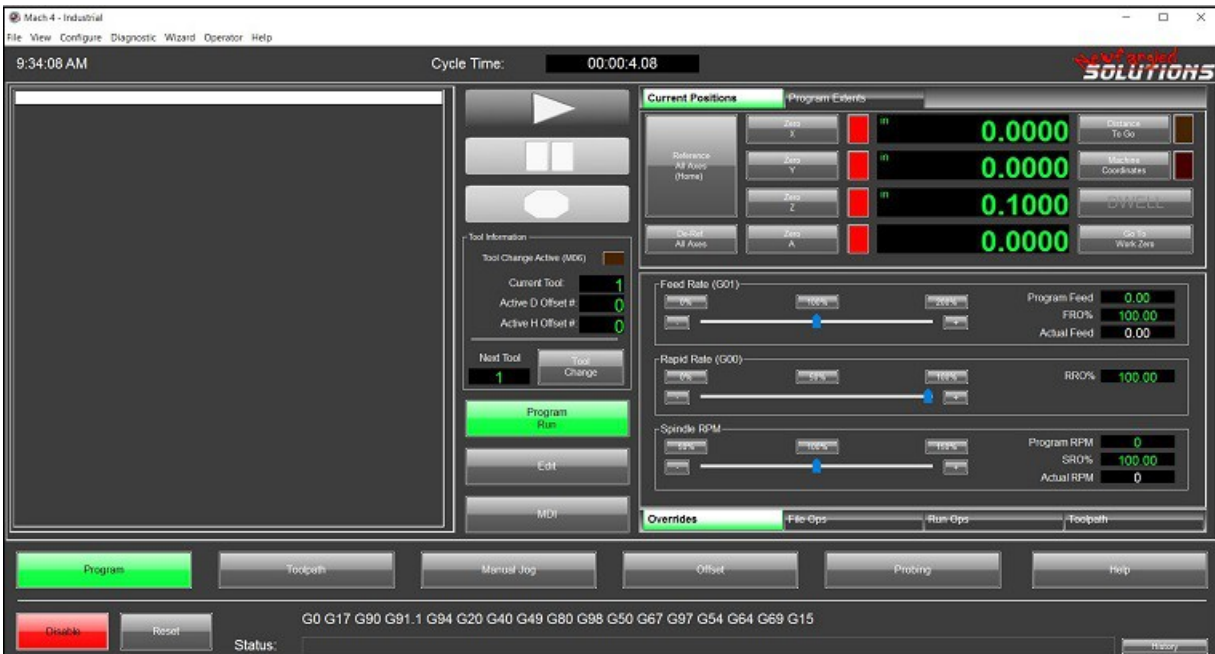 Mach 4 - Industrial
File View Configure Diagnostic Wizard Operator Help
9:34:08 AM
Cycle Time: 00:00:4.08
Newfangled
SOLUTIONS
Current Positions Program Extents
Reference
All Axes
(Home)
Zero
X
in
0.0000
Distance
To Go
Zero
Y
in
0.0000
Machine
Coordinates
Zero
Z
in
0.1000
DWELL
De-Ref
All Axes
Zero
A
0.0000
Go To
Work Zero
Tool Information
Tool Change Active (M06)
Current Tool: 1
Active D Offset #: 0
Active H Offset #: 0
Next Tool
1
Tool
Change
Program
Run
Edit
MDI
Feed Rate (G01)
0% 100% 200%
- +
Program Feed 0.00
FRO% 100.00
Actual Feed 0.00
Rapid Rate (G00)
0% 50% 100%
- +
RRO% 100.00
Spindle RPM
50% 100% 150%
- +
Program RPM 0
SRO% 100.00
Actual RPM 0
Overrides File Ops Run Ops Toolpath
Program Toolpath Manual Jog Offset Probing Help
Disable Reset
G0 G17 G90 G91.1 G94 G20 G40 G49 G80 G98 G50 G67 G97 G54 G64 G69 G15
Status:
History